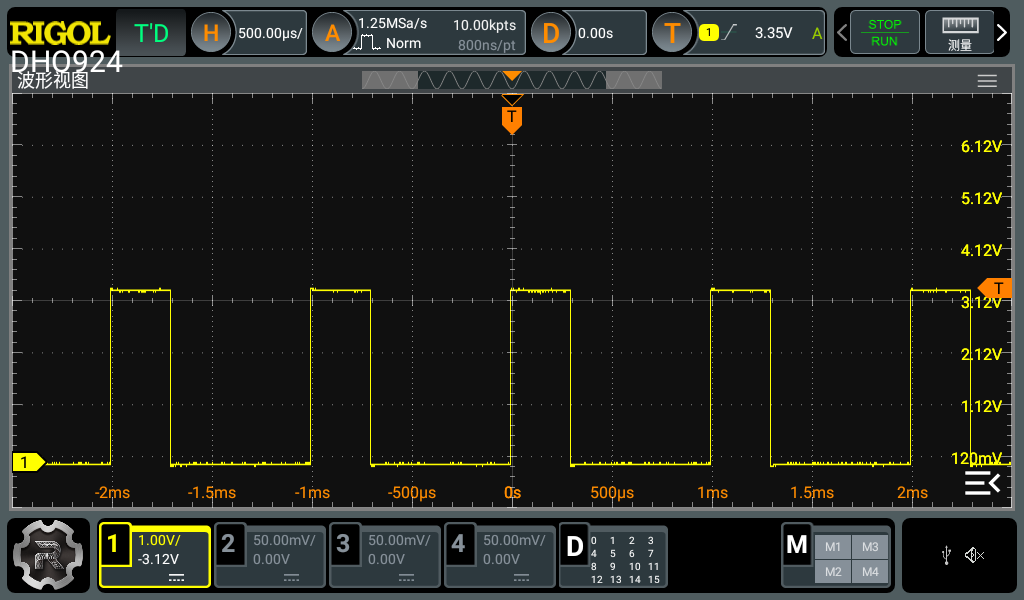 RIGOL T'D H 500.00μs/ A 1.25MSa/s 10.00kpts D 0.00s T 1 3.35V A STOP
Norm 800ns/pt RUN 测量
DHO924
波形视图
T
6.12V
5.12V
4.12V
T
3.12V
2.12V
1.12V
1 120mV
-2ms -1.5ms -1ms -500μs 0s 500μs 1ms 1.5ms 2ms
R 1 1.00V/ 2 50.00mV/ 3 50.00mV/ 4 50.00mV/ D 0 1 2 3 M M1 M3
-3.12V 0.00V 0.00V 0.00V 4 5 6 7
8 9 10 11 M2 M4
12 13 14 15